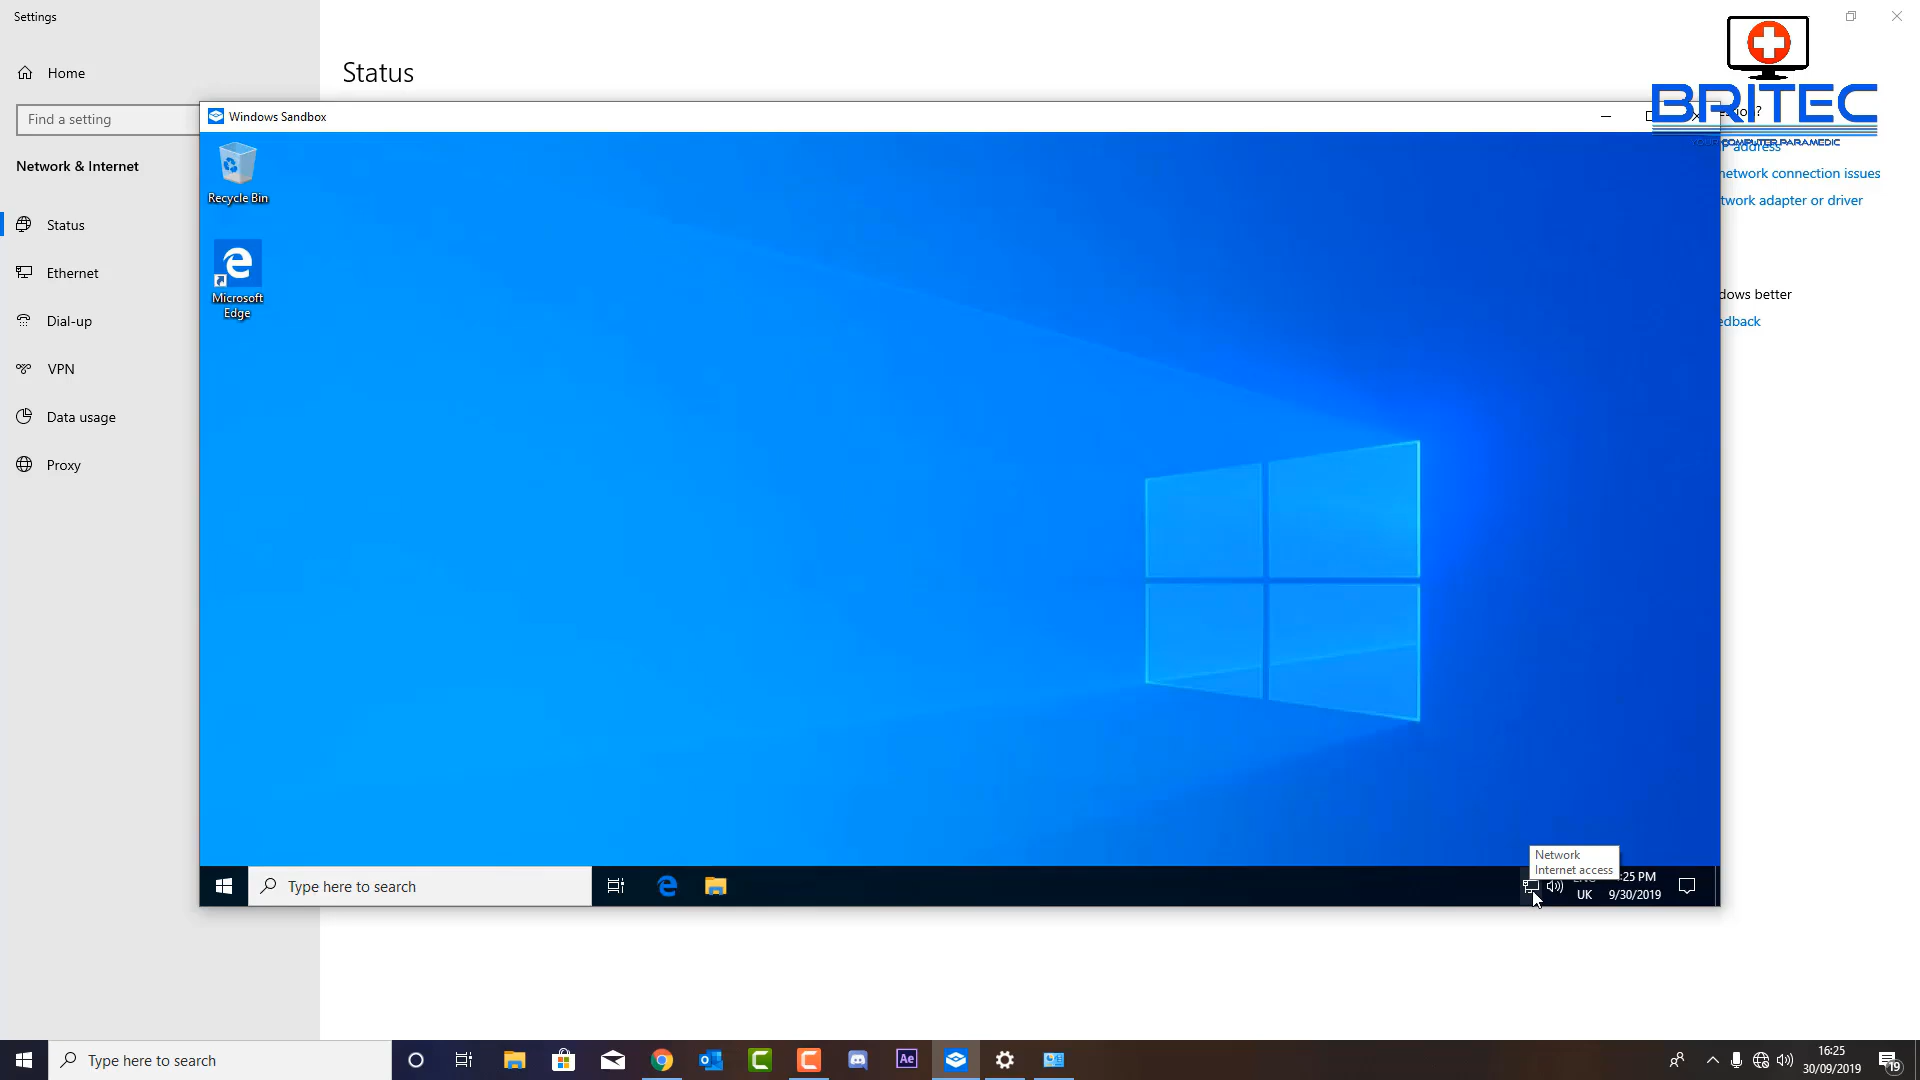 Settings
Home
Status
Find a setting
Windows Sandbox
BRITEC
YOUR COMPUTER PARAMEDIC
address
Network & Internet
network connection issues
Recycle Bin
twork adapter or driver
Status
Ethernet
Microsoft
Edge
dows better
Dial-up
edback
VPN
Data usage
Proxy
Network
Internet access
Type here to search
:25 PM
UK
9/30/2019
Type here to search
Ae
16:25
30/09/2019
19